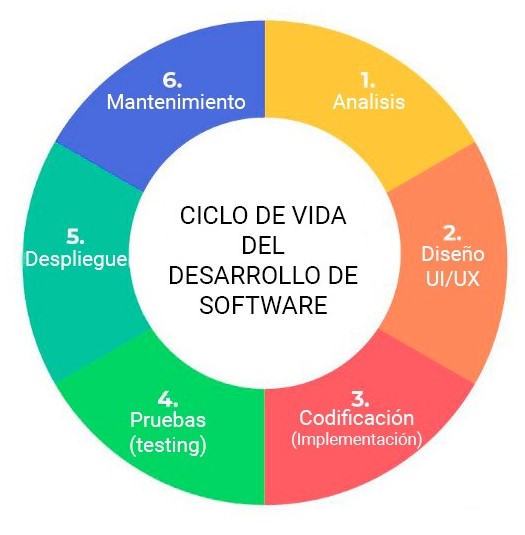 CICLO DE VIDA
DEL
DESARROLLO DE
SOFTWARE
1.
Analisis
2.
Diseño
UI/UX
3.
Codificación
(Implementación)
4.
Pruebas
(testing)
5.
Despliegue
6.
Mantenimiento